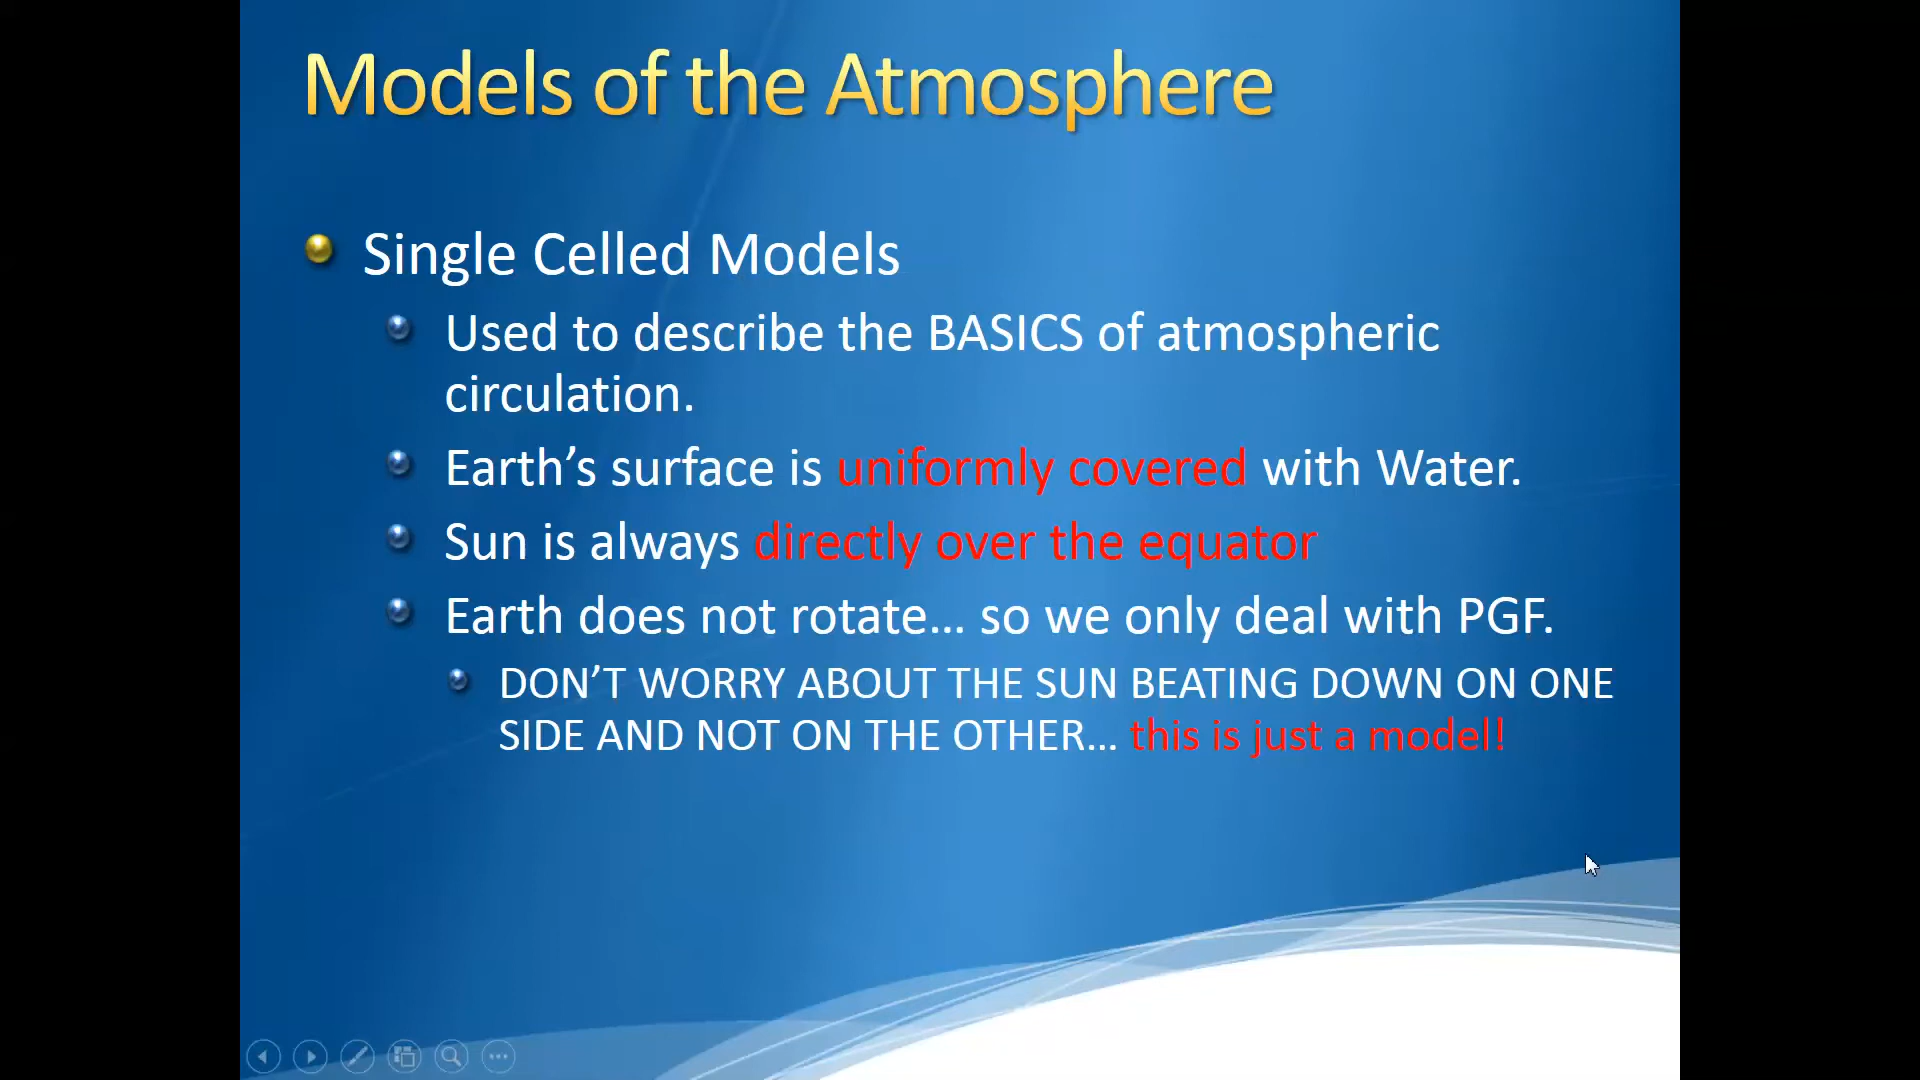 Models of the Atmosphere
Single Celled Models
Used to describe the BASICS of atmospheric
circulation.
Earth’s surface is uniformly covered with Water.
Sun is always directly over the equator
Earth does not rotate… so we only deal with PGF.
DON’T WORRY ABOUT THE SUN BEATING DOWN ON ONE
SIDE AND NOT ON THE OTHER… this is just a model!